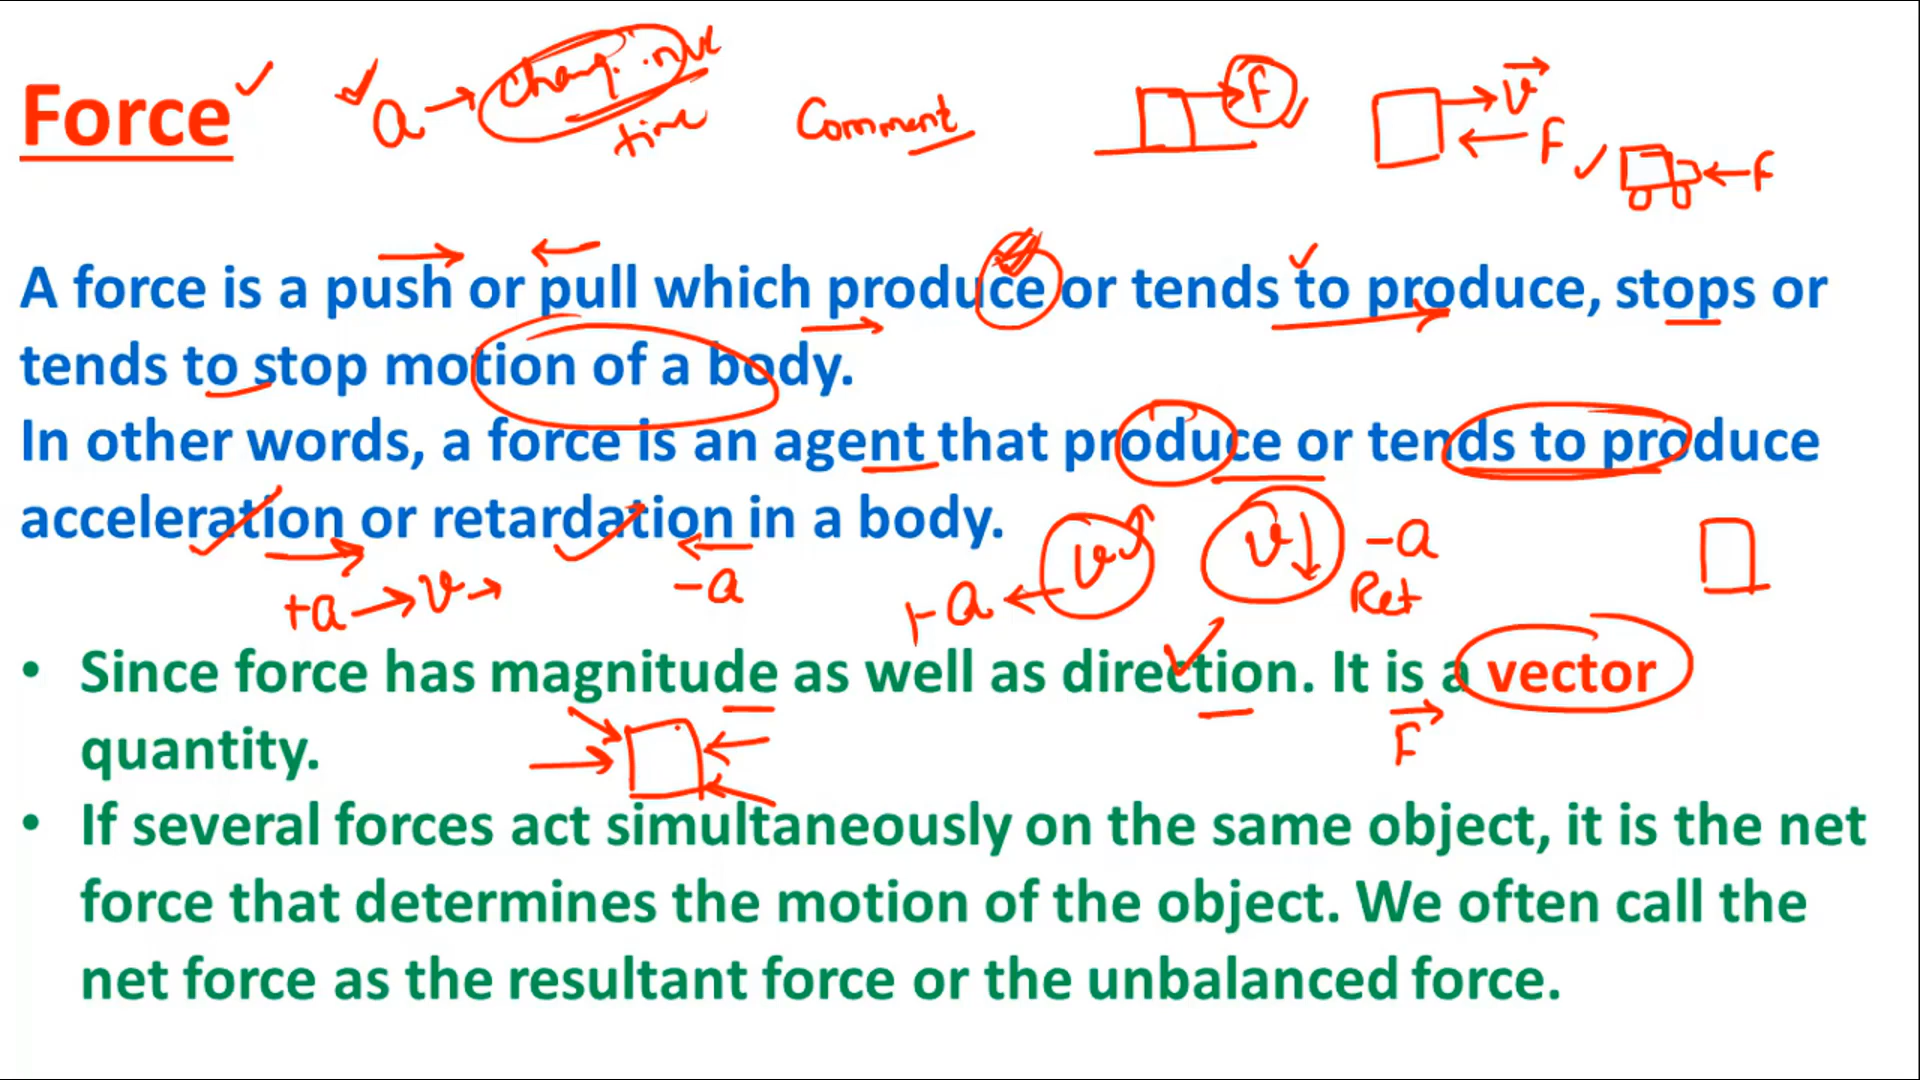 Force
a → chang. in vel
time
Comment
f
v
F
F
A force is a push or pull which produce or tends to produce, stops or
tends to stop motion of a body.
In other words, a force is an agent that produce or tends to produce
acceleration or retardation in a body.
+a → v →
-a
+a ← v
v ↓
-a
Ret
• Since force has magnitude as well as direction. It is a vector
quantity.
F
• If several forces act simultaneously on the same object, it is the net
force that determines the motion of the object. We often call the
net force as the resultant force or the unbalanced force.